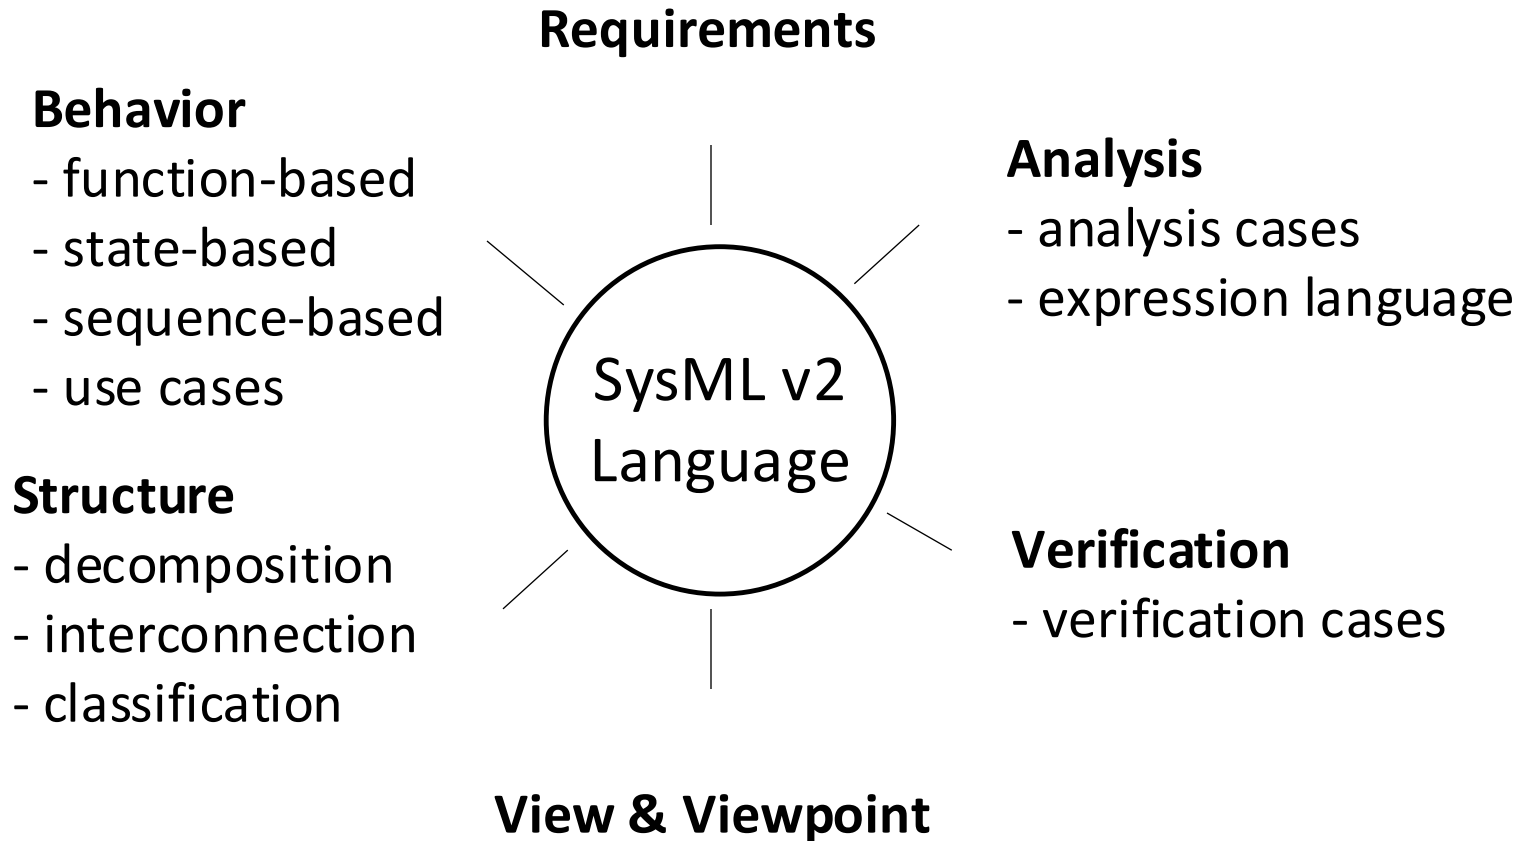 Requirements
Behavior
- function-based
- state-based
- sequence-based
- use cases
Analysis
- analysis cases
- expression language
SysML v2
Language
Structure
- decomposition
- interconnection
- classification
Verification
- verification cases
View & Viewpoint